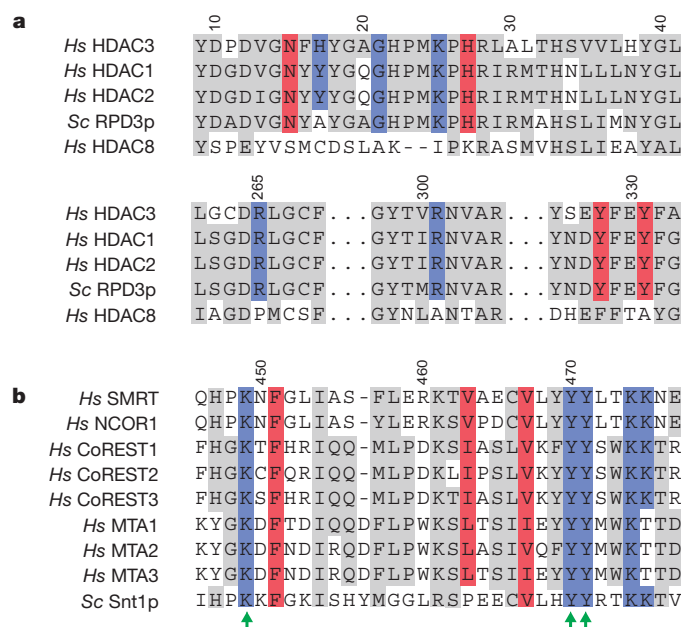 a
10 20 30 40
Hs HDAC3 YDPDVGNFHYGAGHPMKPHRLALTHSVVLHYGL
Hs HDAC1 YDGDVGNYYYGQGHPMKPHRIRMTHNLLLNYGL
Hs HDAC2 YDGDIGNYYYGQGHPMKPHRIRMTHNLLLNYGL
Sc RPD3p YDADVGNYAYGAGHPMKPHRIRMAHSLIMNYGL
Hs HDAC8 YSPEYVSMCDSLAK--IPKRASMVHSLIEAYAL
265 300 330
Hs HDAC3 LGCDRLGCF...GYTVRNVAR...YSEYFEYFA
Hs HDAC1 LSGDRLGCF...GYTIRNVAR...YNDYFEYFG
Hs HDAC2 LSGDRLGCF...GYTIRNVAR...YNDYFEYFG
Sc RPD3p LSGDRLGCF...GYTMRNVAR...YNDYFEYFG
Hs HDAC8 IAGDPMCSF...GYNLANTAR...DHEFFTAYG
b
450 460 470
Hs SMRT QHPKNFGLIAS-FLERKTVAECVLYYYLTKKNE
Hs NCOR1 QHPKNFGLIAS-YLERKSVPDCVLYYYLTKKNE
Hs CoREST1 FHGKTFHRIQQ-MLPDKSIASLVKFYYSWKKTR
Hs CoREST2 FHGKCFQRIQQ-MLPDKLIPSLVKYYYSWKKTR
Hs CoREST3 FHGKSFHRIQQ-MLPDKTIASLVKYYYSWKKTR
Hs MTA1 KYGKDFTDIQQDFLPWKSLTSIIEYYYMWKTTD
Hs MTA2 KYGKDFNDIRQDFLPWKSLASIVQFYYMWKTTD
Hs MTA3 KYGKDFNDIRQDFLPWKSLTSIIEYYYMWKTTD
Sc Snt1p IHPKKFGKISHYMGGLRSPEECVLHYYRTKKTV